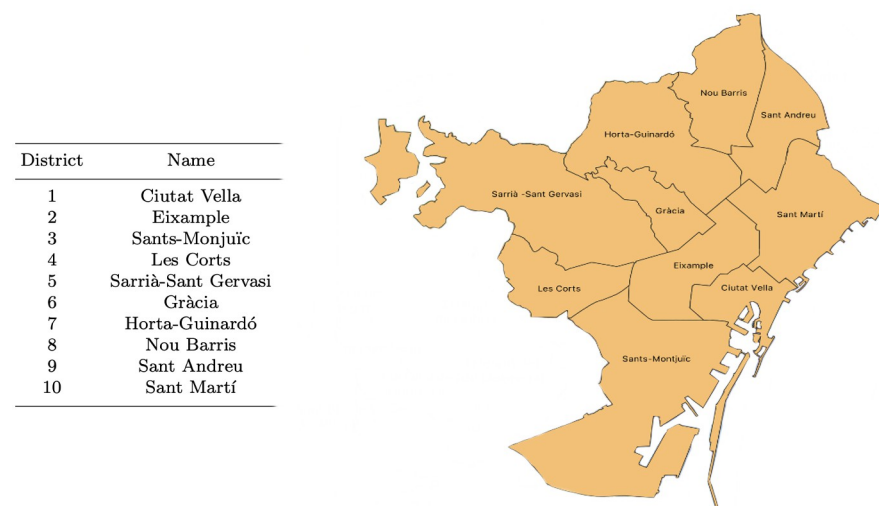 District Name
1 Ciutat Vella
2 Eixample
3 Sants-Monjuïc
4 Les Corts
5 Sarrià-Sant Gervasi
6 Gràcia
7 Horta-Guinardó
8 Nou Barris
9 Sant Andreu
10 Sant Martí
Nou Barris
Sant Andreu
Horta-Guinardó
Sarrià -Sant Gervasi
Gràcia
Sant Martí
Eixample
Les Corts
Ciutat Vella
Sants-Montjuïc